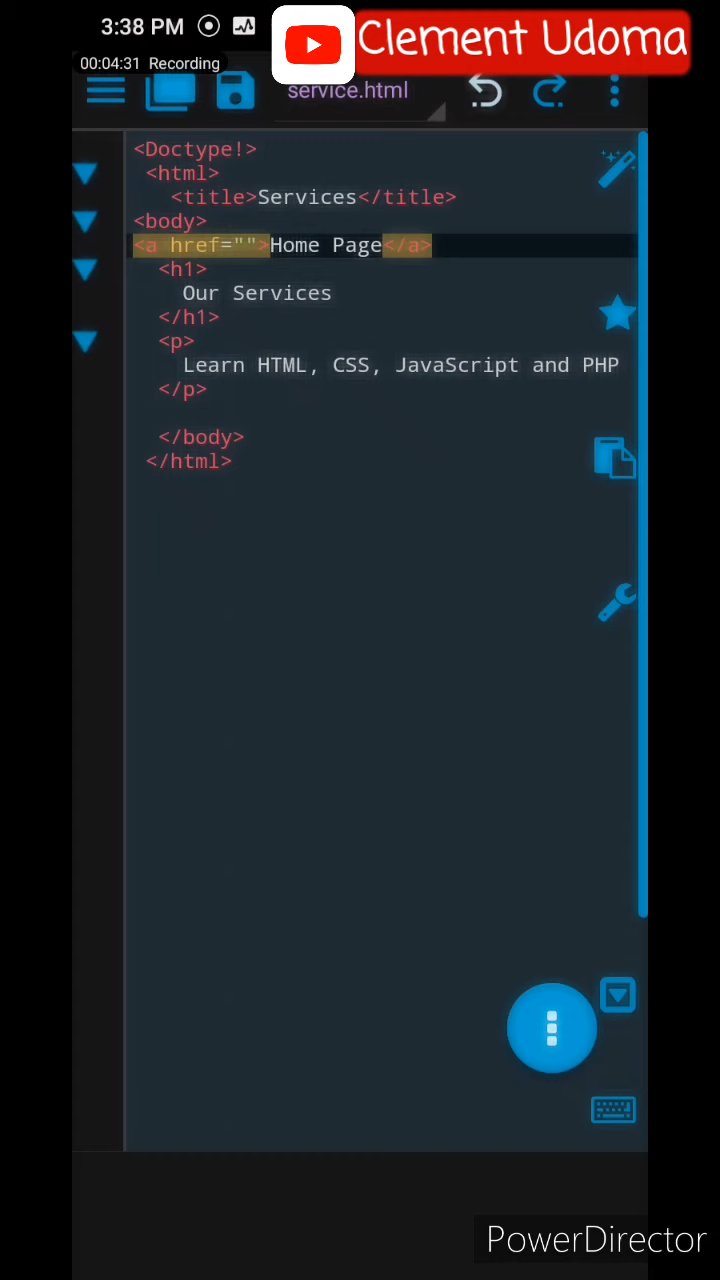 3:38 PM
Clement Udoma
00:04:31 Recording
service.html
<Doctype!>
<html>
<title>Services</title>
<body>
<a href="">Home Page</a>
<h1>
Our Services
</h1>
<p>
Learn HTML, CSS, JavaScript and PHP
</p>
</body>
</html>
PowerDirector